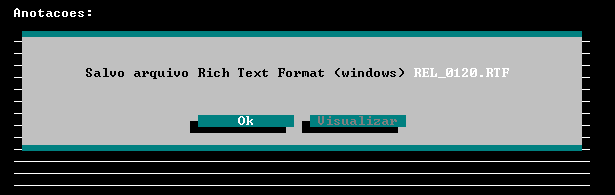 Anotacoes:
Salvo arquivo Rich Text Format (windows) REL_0120.RTF
Ok Visualizar